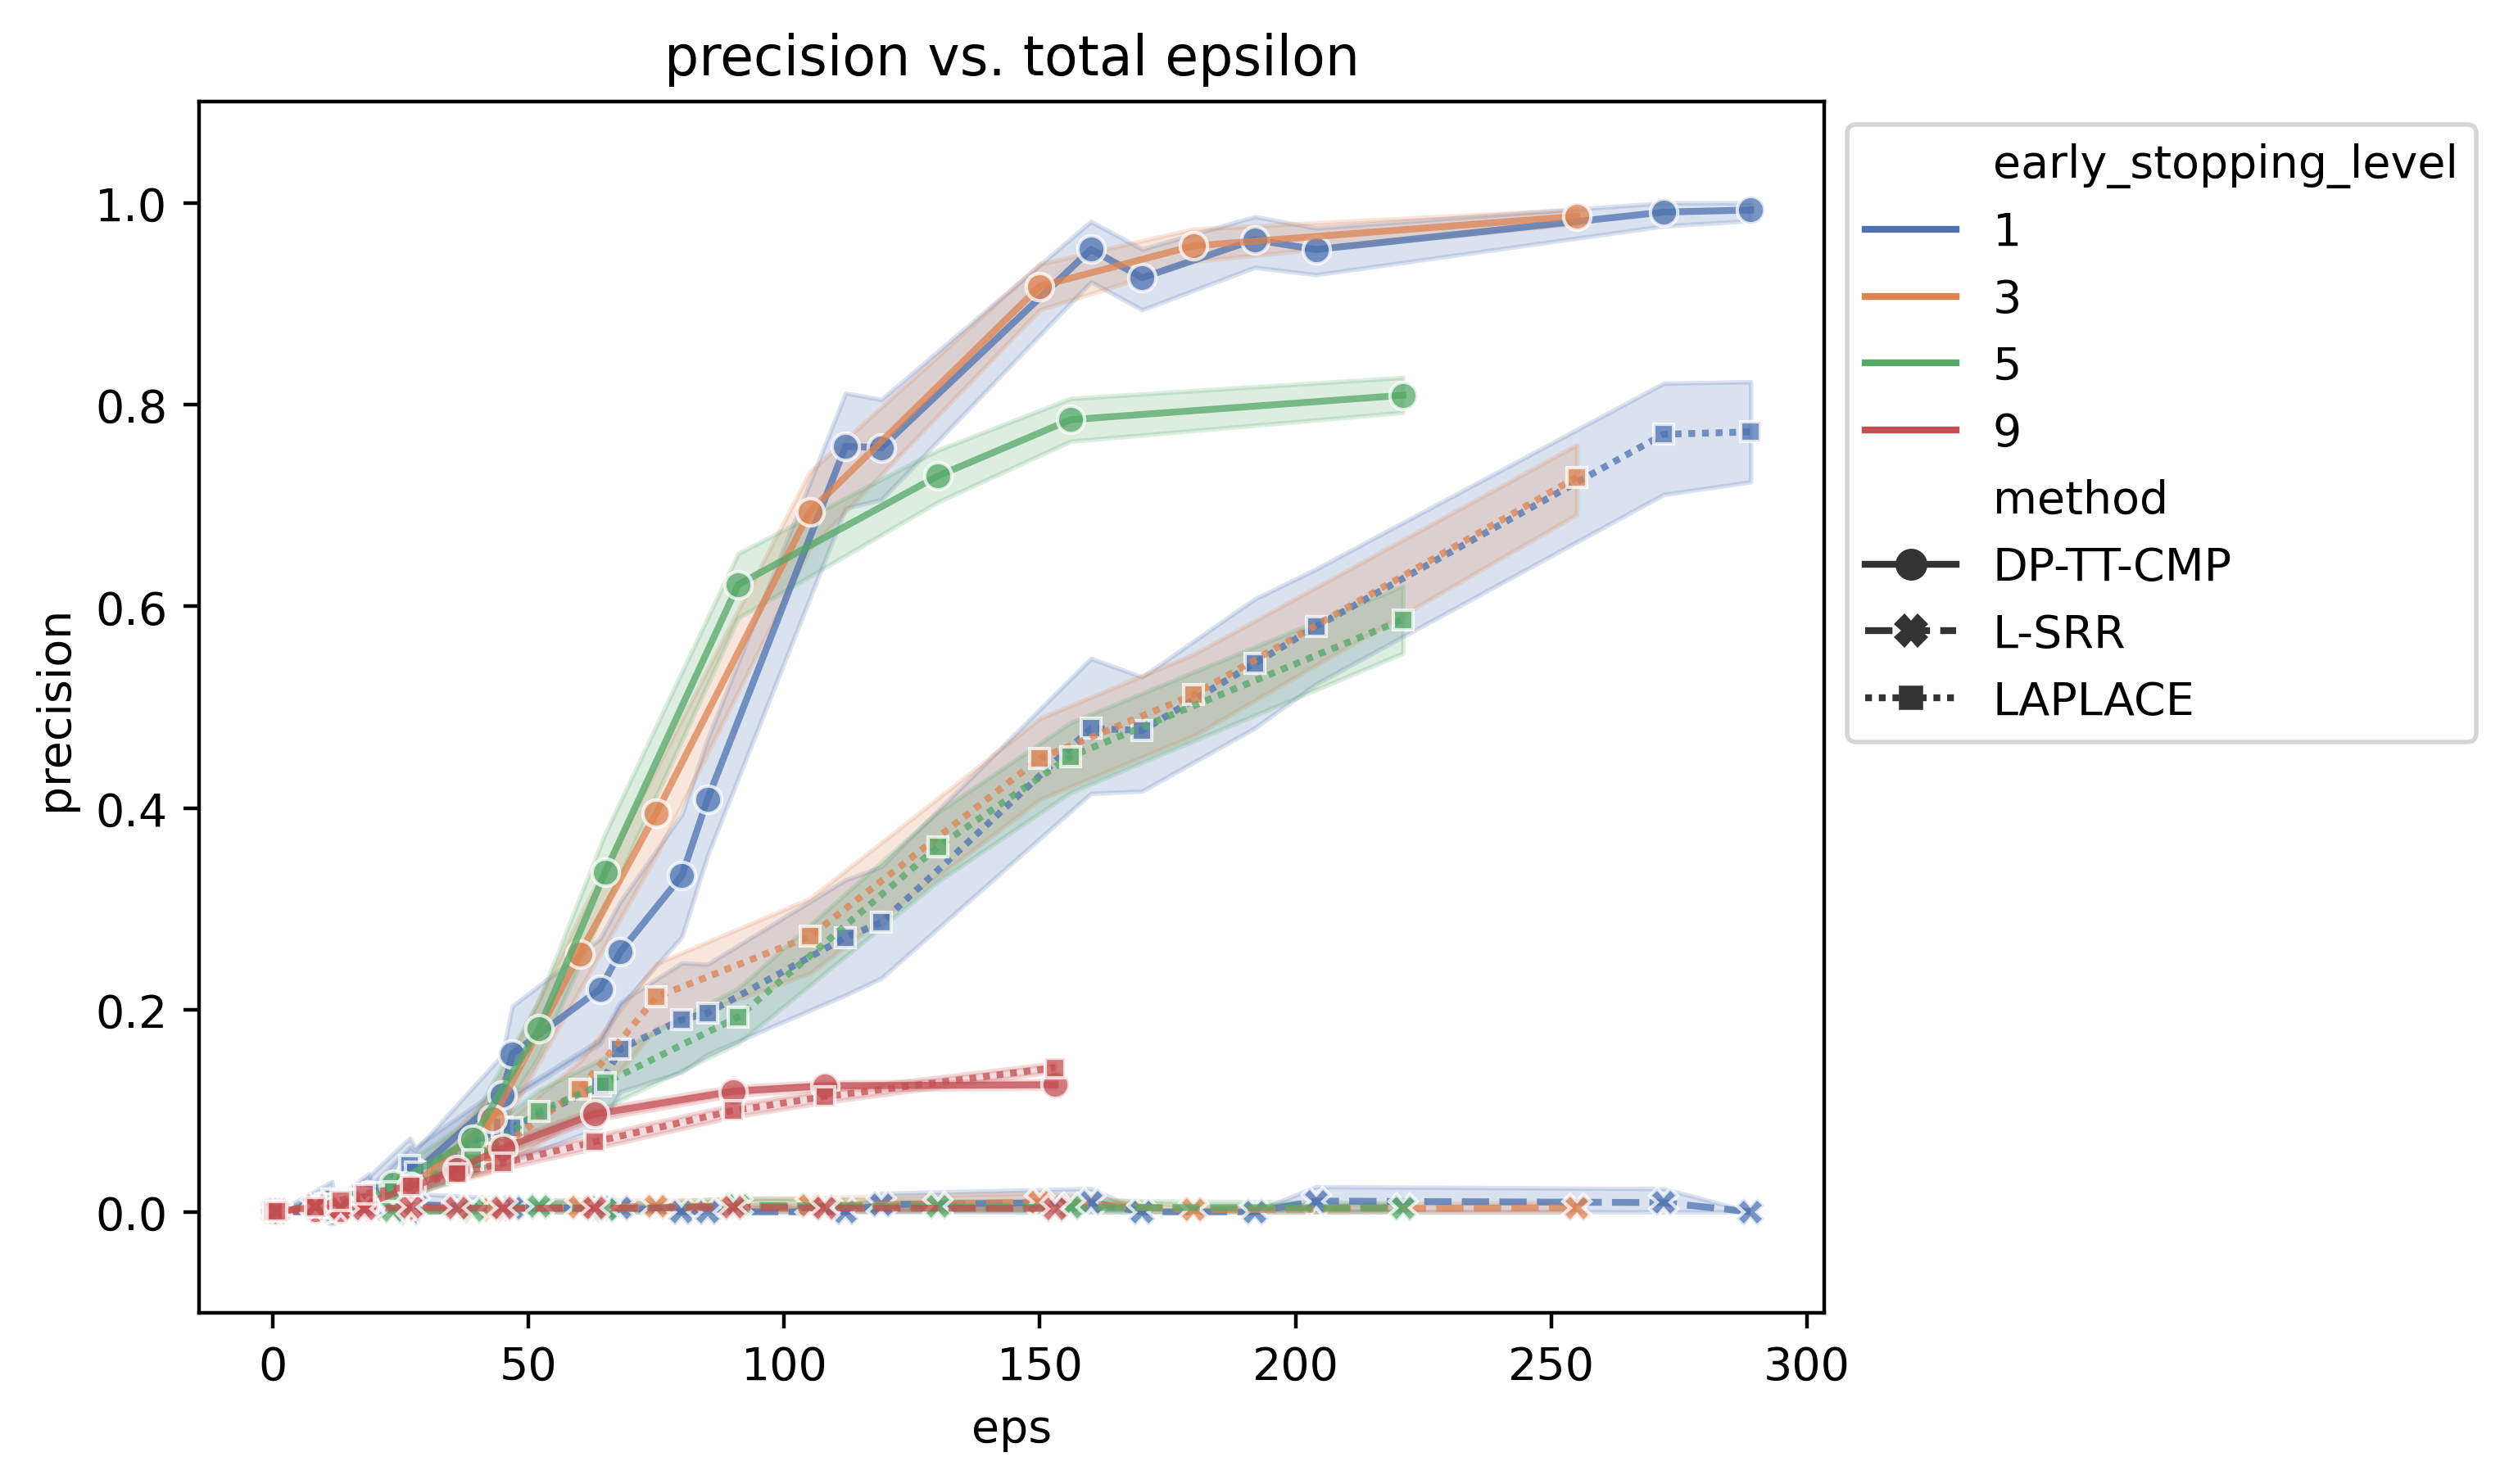 precision vs. total epsilon
precision
1.0
0.8
0.6
0.4
0.2
0.0
0 50 100 150 200 250 300
eps
early_stopping_level
1
3
5
9
method
DP-TT-CMP
L-SRR
LAPLACE